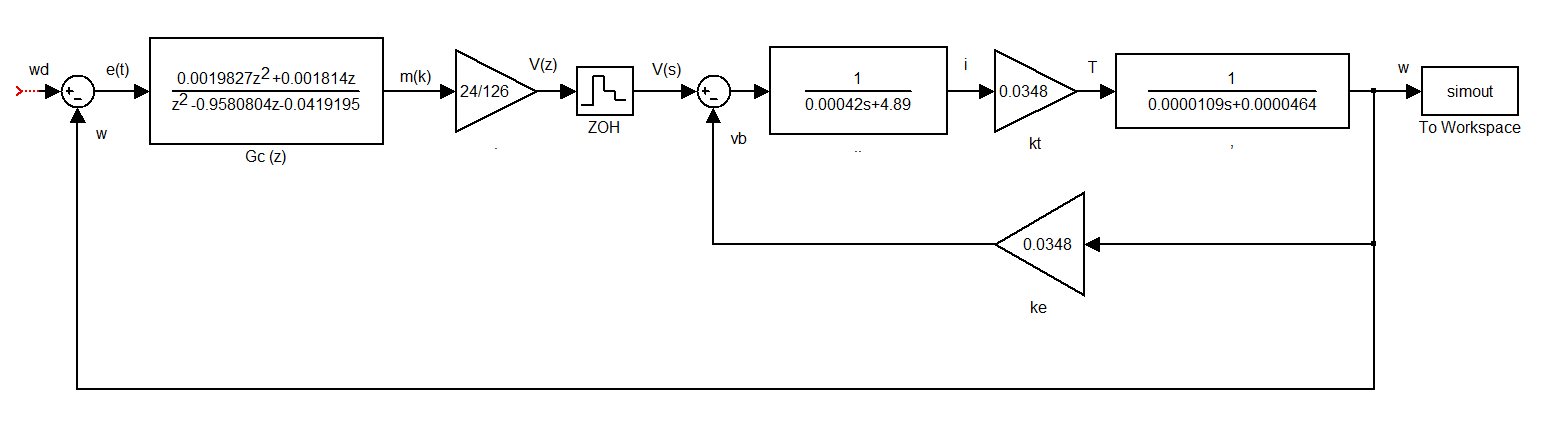 wd
+
-
e(t)
w
0.0019827z2+0.001814z
z2-0.9580804z-0.0419195
Gc (z)
m(k)
24/126
.
V(z)
ZOH
V(s)
+
-
vb
1
0.00042s+4.89
..
i
0.0348
kt
T
1
0.0000109s+0.0000464
,
w
simout
To Workspace
0.0348
ke